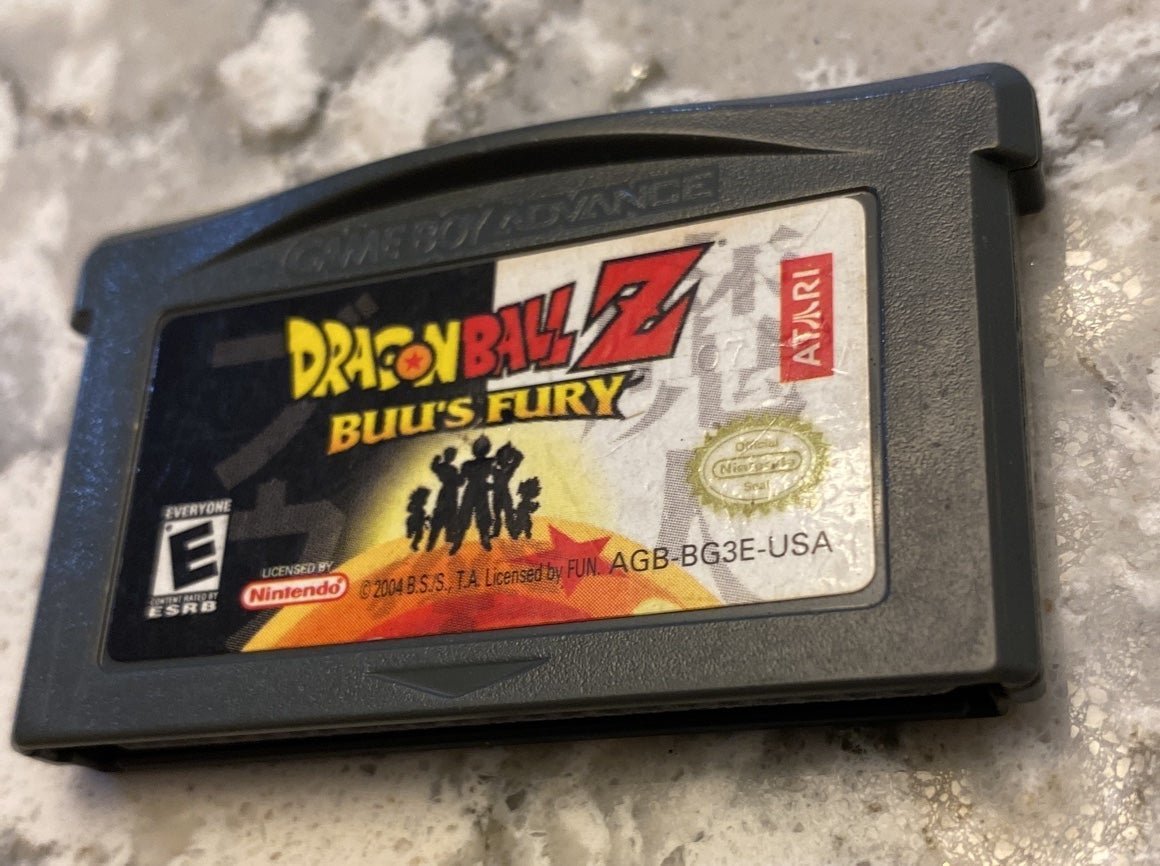 GAME BOY ADVANCE
DRAGON BALL Z
BUU'S FURY
ATARI
Official
Nintendo
Seal
EVERYONE
E
CONTENT RATED BY
ESRB
LICENSED BY
Nintendo
© 2004 B.S./S., T.A. Licensed by FUN.
AGB-BG3E-USA